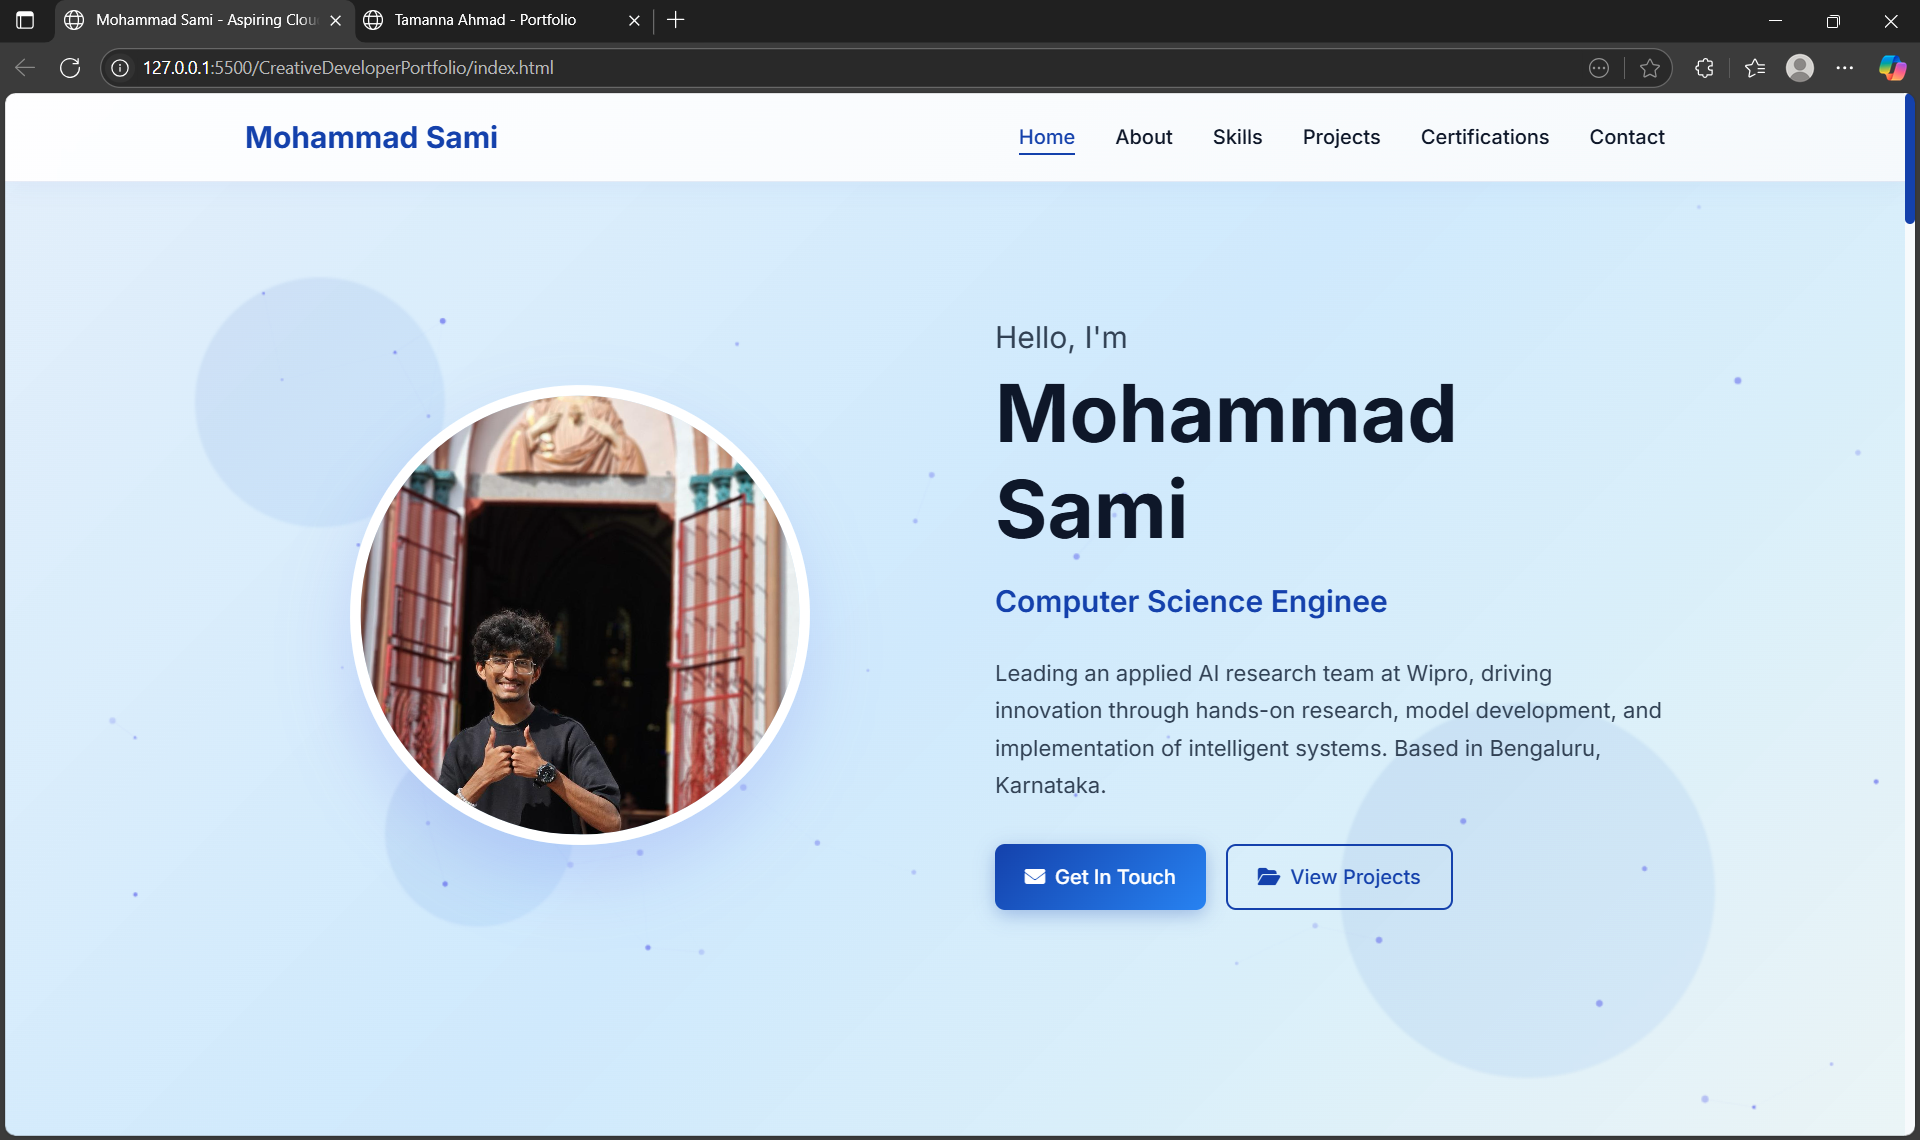 Mohammad Sami - Aspiring Clou
Tamanna Ahmad - Portfolio
127.0.0.1:5500/CreativeDeveloperPortfolio/index.html
Mohammad Sami
Home About Skills Projects Certifications Contact
Hello, I'm
Mohammad
Sami
Computer Science Enginee
Leading an applied AI research team at Wipro, driving
innovation through hands-on research, model development, and
implementation of intelligent systems. Based in Bengaluru,
Karnataka.
Get In Touch
View Projects